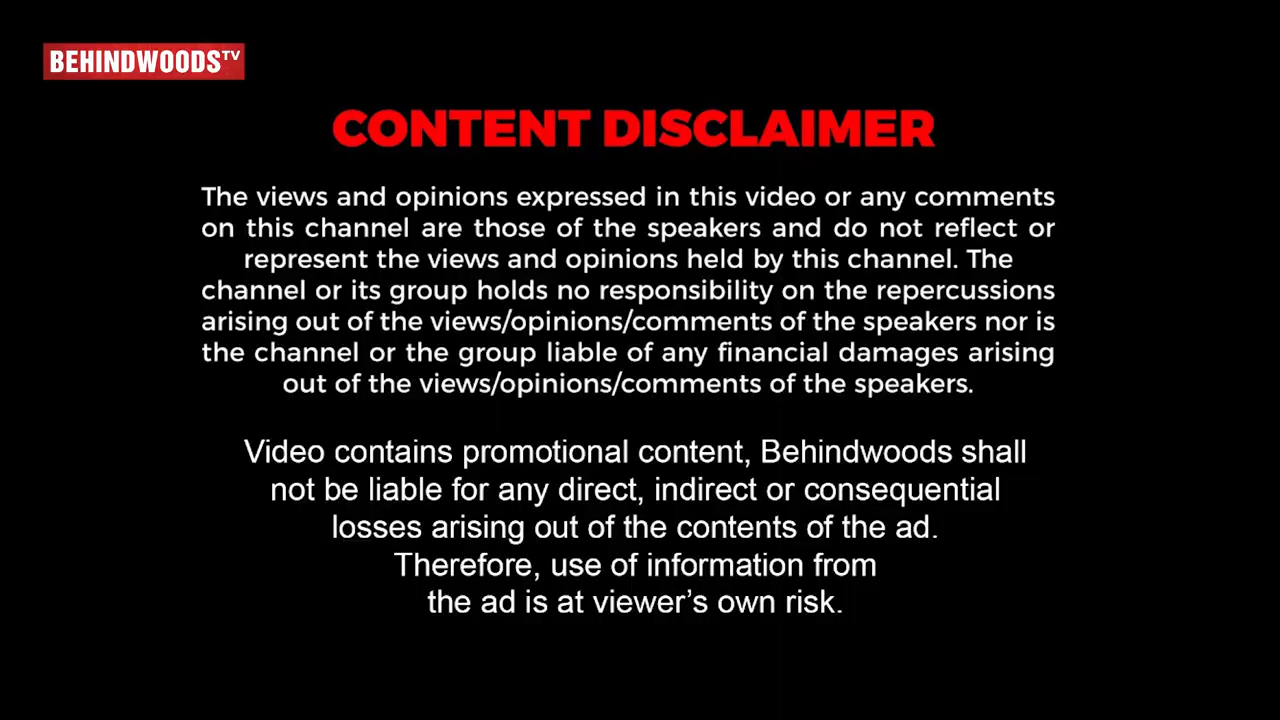 BEHINDWOODS TV
CONTENT DISCLAIMER
The views and opinions expressed in this video or any comments
on this channel are those of the speakers and do not reflect or
represent the views and opinions held by this channel. The
channel or its group holds no responsibility on the repercussions
arising out of the views/opinions/comments of the speakers nor is
the channel or the group liable of any financial damages arising
out of the views/opinions/comments of the speakers.
Video contains promotional content, Behindwoods shall
not be liable for any direct, indirect or consequential
losses arising out of the contents of the ad.
Therefore, use of information from
the ad is at viewer’s own risk.